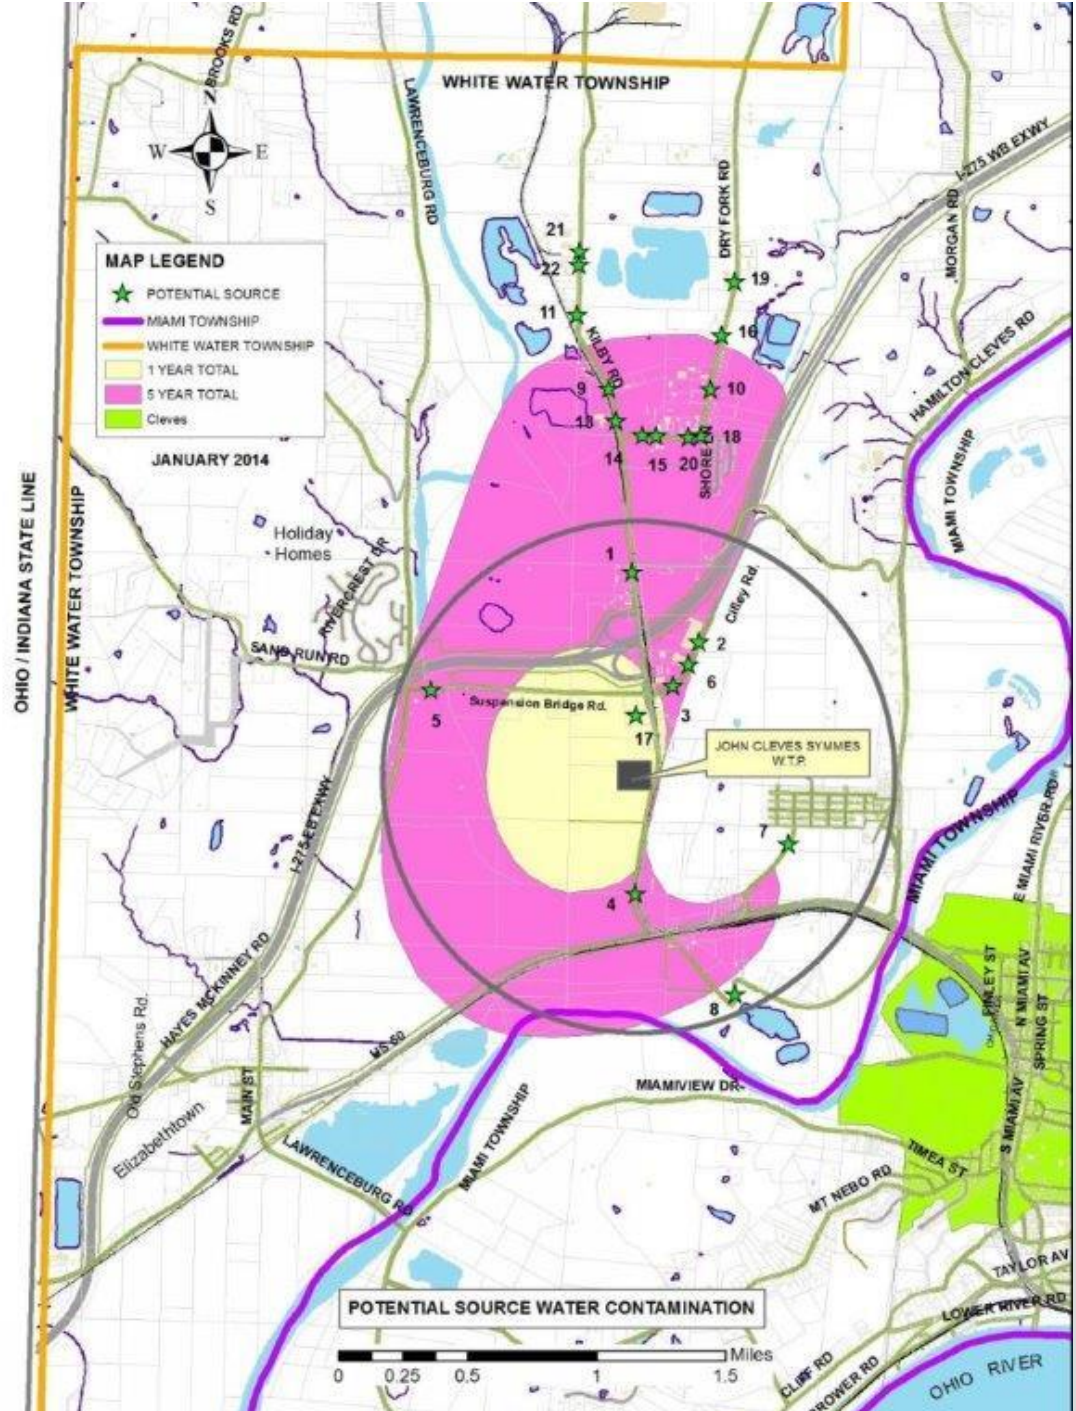 BROOKS RD
N
W
E
S
WHITE WATER TOWNSHIP
LAWRENCEBURG RD
DRY FORK RD
4
I-275 WB EXWY
MORGAN RD
HAMILTON CLEVES RD
MAP LEGEND
POTENTIAL SOURCE
MIAMI TOWNSHIP
WHITE WATER TOWNSHIP
1 YEAR TOTAL
5 YEAR TOTAL
Cleves
JANUARY 2014
21
22
19
11
16
KILBY RD
9
10
13
14
15
20
18
SHORE LN
MIAMI TOWNSHIP
OHIO / INDIANA STATE LINE
WHITE WATER TOWNSHIP
Holiday
Homes
RIVERCREST DR
SAND RUN RD
1
Cilley Rd.
2
6
3
5
Suspension Bridge Rd.
17
JOHN CLEVES SYMMES
W.T.P.
I-275 EB EXWY
7
4
8
MIAMI TOWNSHIP
E MIAMI RIVER RD
FINLEY ST
N MIAMI AV
SPRING ST
S MIAMI AV
HAYES MCKINNEY RD
Old Stephens Rd.
US 50
MAIN ST
Elizabethtown
LAWRENCEBURG RD
MIAMI TOWNSHIP
MIAMIVIEW DR
TIMEA ST
MT NEBO RD
TAYLOR AV
LOWER RIVER RD
CLIFF RD
BROWER RD
OHIO RIVER
POTENTIAL SOURCE WATER CONTAMINATION
0 0.25 0.5 1 1.5 Miles